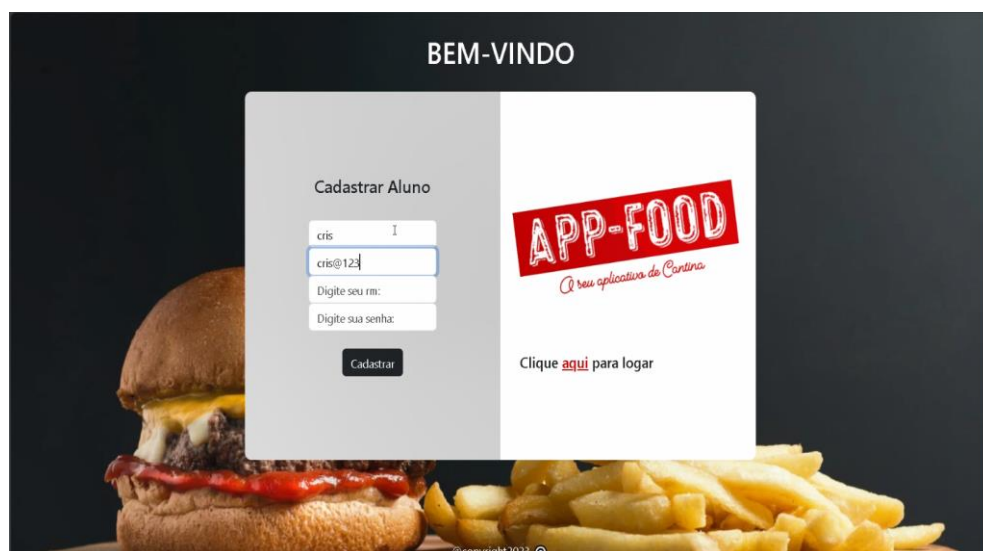 BEM-VINDO
Cadastrar Aluno
cris
cris@123
Digite seu rm:
Digite sua senha:
Cadastrar
APP-FOOD
O seu aplicativo de Cantina
Clique aqui para logar
@copyright2023